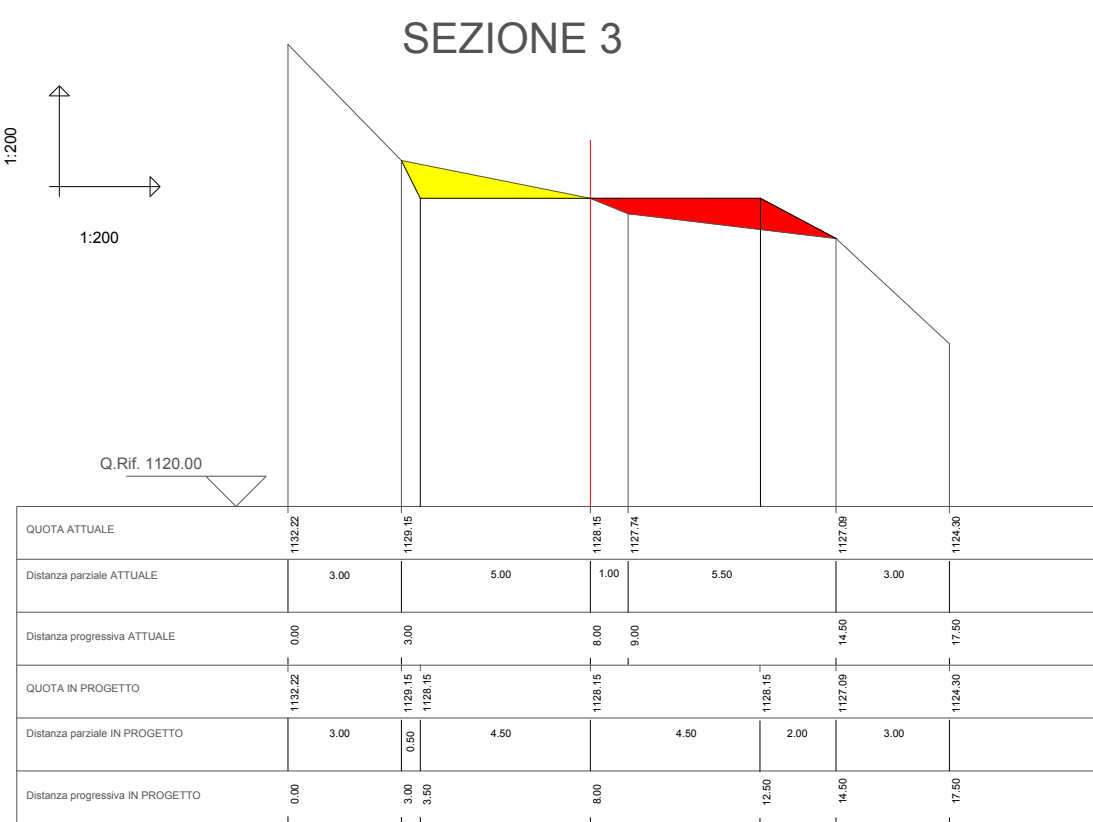 SEZIONE 3
1:200
1:200
Q.Rif. 1120.00
QUOTA ATTUALE 1132.22 1129.15 1128.15 1127.74 1127.09 1124.30
Distanza parziale ATTUALE 3.00 5.00 1.00 5.50 3.00
Distanza progressiva ATTUALE 0.00 3.00 8.00 9.00 14.50 17.50
QUOTA IN PROGETTO 1132.22 1129.15 1128.15 1128.15 1128.15 1127.09 1124.30
Distanza parziale IN PROGETTO 3.00 0.50 4.50 4.50 2.00 3.00
Distanza progressiva IN PROGETTO 0.00 3.00 3.50 8.00 12.50 14.50 17.50